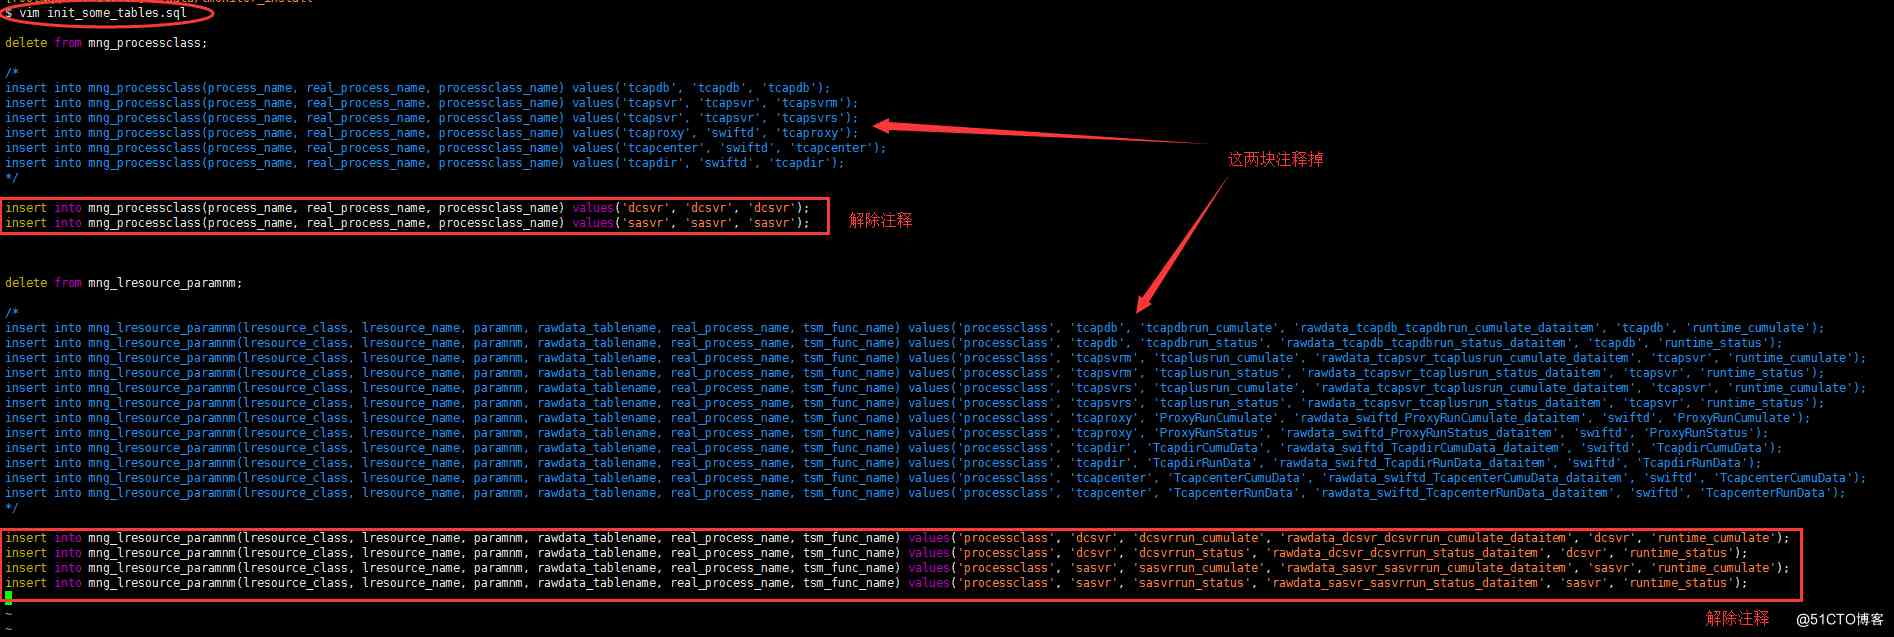 $ vim init_some_tables.sql
delete from mng_processclass;
/*
insert into mng_processclass(process_name, real_process_name, processclass_name) values('tcapdb', 'tcapdb', 'tcapdb');
insert into mng_processclass(process_name, real_process_name, processclass_name) values('tcapsvr', 'tcapsvr', 'tcapsvrm');
insert into mng_processclass(process_name, real_process_name, processclass_name) values('tcapsvr', 'tcapsvr', 'tcapsvrs');
insert into mng_processclass(process_name, real_process_name, processclass_name) values('tcaproxy', 'swiftd', 'tcaproxy');
insert into mng_processclass(process_name, real_process_name, processclass_name) values('tcapcenter', 'swiftd', 'tcapcenter');
insert into mng_processclass(process_name, real_process_name, processclass_name) values('tcapdir', 'swiftd', 'tcapdir');
*/
这两块注释掉
insert into mng_processclass(process_name, real_process_name, processclass_name) values('dcsvr', 'dcsvr', 'dcsvr');
insert into mng_processclass(process_name, real_process_name, processclass_name) values('sasvr', 'sasvr', 'sasvr');
解除注释
delete from mng_lresource_paramnm;
/*
insert into mng_lresource_paramnm(lresource_class, lresource_name, paramnm, rawdata_tablename, real_process_name, tsm_func_name) values('processclass', 'tcapdb', 'tcapdbrun_cumulate', 'rawdata_tcapdb_tcapdbrun_cumulate_dataitem', 'tcapdb', 'runtime_cumulate');
insert into mng_lresource_paramnm(lresource_class, lresource_name, paramnm, rawdata_tablename, real_process_name, tsm_func_name) values('processclass', 'tcapdb', 'tcapdbrun_status', 'rawdata_tcapdb_tcapdbrun_status_dataitem', 'tcapdb', 'runtime_status');
insert into mng_lresource_paramnm(lresource_class, lresource_name, paramnm, rawdata_tablename, real_process_name, tsm_func_name) values('processclass', 'tcapsvrm', 'tcaplusrun_cumulate', 'rawdata_tcapsvr_tcaplusrun_cumulate_dataitem', 'tcapsvr', 'runtime_cumulate');
insert into mng_lresource_paramnm(lresource_class, lresource_name, paramnm, rawdata_tablename, real_process_name, tsm_func_name) values('processclass', 'tcapsvrm', 'tcaplusrun_status', 'rawdata_tcapsvr_tcaplusrun_status_dataitem', 'tcapsvr', 'runtime_status');
insert into mng_lresource_paramnm(lresource_class, lresource_name, paramnm, rawdata_tablename, real_process_name, tsm_func_name) values('processclass', 'tcapsvrs', 'tcaplusrun_cumulate', 'rawdata_tcapsvr_tcaplusrun_cumulate_dataitem', 'tcapsvr', 'runtime_cumulate');
insert into mng_lresource_paramnm(lresource_class, lresource_name, paramnm, rawdata_tablename, real_process_name, tsm_func_name) values('processclass', 'tcapsvrs', 'tcaplusrun_status', 'rawdata_tcapsvr_tcaplusrun_status_dataitem', 'tcapsvr', 'runtime_status');
insert into mng_lresource_paramnm(lresource_class, lresource_name, paramnm, rawdata_tablename, real_process_name, tsm_func_name) values('processclass', 'tcaproxy', 'ProxyRunCumulate', 'rawdata_swiftd_ProxyRunCumulate_dataitem', 'swiftd', 'ProxyRunCumulate');
insert into mng_lresource_paramnm(lresource_class, lresource_name, paramnm, rawdata_tablename, real_process_name, tsm_func_name) values('processclass', 'tcaproxy', 'ProxyRunStatus', 'rawdata_swiftd_ProxyRunStatus_dataitem', 'swiftd', 'ProxyRunStatus');
insert into mng_lresource_paramnm(lresource_class, lresource_name, paramnm, rawdata_tablename, real_process_name, tsm_func_name) values('processclass', 'tcapdir', 'TcapdirCumuData', 'rawdata_swiftd_TcapdirCumuData_dataitem', 'swiftd', 'TcapdirCumuData');
insert into mng_lresource_paramnm(lresource_class, lresource_name, paramnm, rawdata_tablename, real_process_name, tsm_func_name) values('processclass', 'tcapdir', 'TcapdirRunData', 'rawdata_swiftd_TcapdirRunData_dataitem', 'swiftd', 'TcapdirRunData');
insert into mng_lresource_paramnm(lresource_class, lresource_name, paramnm, rawdata_tablename, real_process_name, tsm_func_name) values('processclass', 'tcapcenter', 'TcapcenterCumuData', 'rawdata_swiftd_TcapcenterCumuData_dataitem', 'swiftd', 'TcapcenterCumuData');
insert into mng_lresource_paramnm(lresource_class, lresource_name, paramnm, rawdata_tablename, real_process_name, tsm_func_name) values('processclass', 'tcapcenter', 'TcapcenterRunData', 'rawdata_swiftd_TcapcenterRunData_dataitem', 'swiftd', 'TcapcenterRunData');
*/
insert into mng_lresource_paramnm(lresource_class, lresource_name, paramnm, rawdata_tablename, real_process_name, tsm_func_name) values('processclass', 'dcsvr', 'dcsvrrun_cumulate', 'rawdata_dcsvr_dcsvrrun_cumulate_dataitem', 'dcsvr', 'runtime_cumulate');
insert into mng_lresource_paramnm(lresource_class, lresource_name, paramnm, rawdata_tablename, real_process_name, tsm_func_name) values('processclass', 'dcsvr', 'dcsvrrun_status', 'rawdata_dcsvr_dcsvrrun_status_dataitem', 'dcsvr', 'runtime_status');
insert into mng_lresource_paramnm(lresource_class, lresource_name, paramnm, rawdata_tablename, real_process_name, tsm_func_name) values('processclass', 'sasvr', 'sasvrrun_cumulate', 'rawdata_sasvr_sasvrrun_cumulate_dataitem', 'sasvr', 'runtime_cumulate');
insert into mng_lresource_paramnm(lresource_class, lresource_name, paramnm, rawdata_tablename, real_process_name, tsm_func_name) values('processclass', 'sasvr', 'sasvrrun_status', 'rawdata_sasvr_sasvrrun_status_dataitem', 'sasvr', 'runtime_status');
~
~
解除注释
@51CTO博客